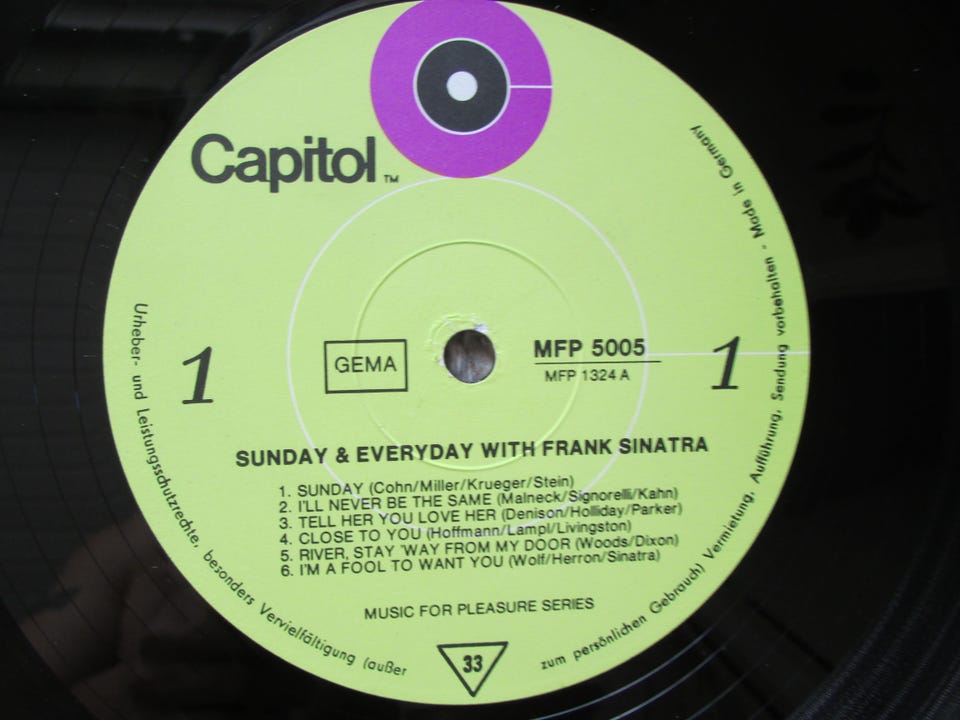 Capitol™
1
GEMA
MFP 5005
MFP 1324 A
1
SUNDAY & EVERYDAY WITH FRANK SINATRA
1. SUNDAY (Cohn/Miller/Krueger/Stein)
2. I'LL NEVER BE THE SAME (Malneck/Signorelli/Kahn)
3. TELL HER YOU LOVE HER (Denison/Holliday/Parker)
4. CLOSE TO YOU (Hoffmann/Lampl/Livingston)
5. RIVER, STAY 'WAY FROM MY DOOR (Woods/Dixon)
6. I'M A FOOL TO WANT YOU (Wolf/Herron/Sinatra)
MUSIC FOR PLEASURE SERIES
33
Urheber- und Leistungsschutzrechte, besonders Vervielfältigung (außer zum persönlichen Gebrauch) Vermietung, Aufführung, Sendung vorbehalten - Made in Germany